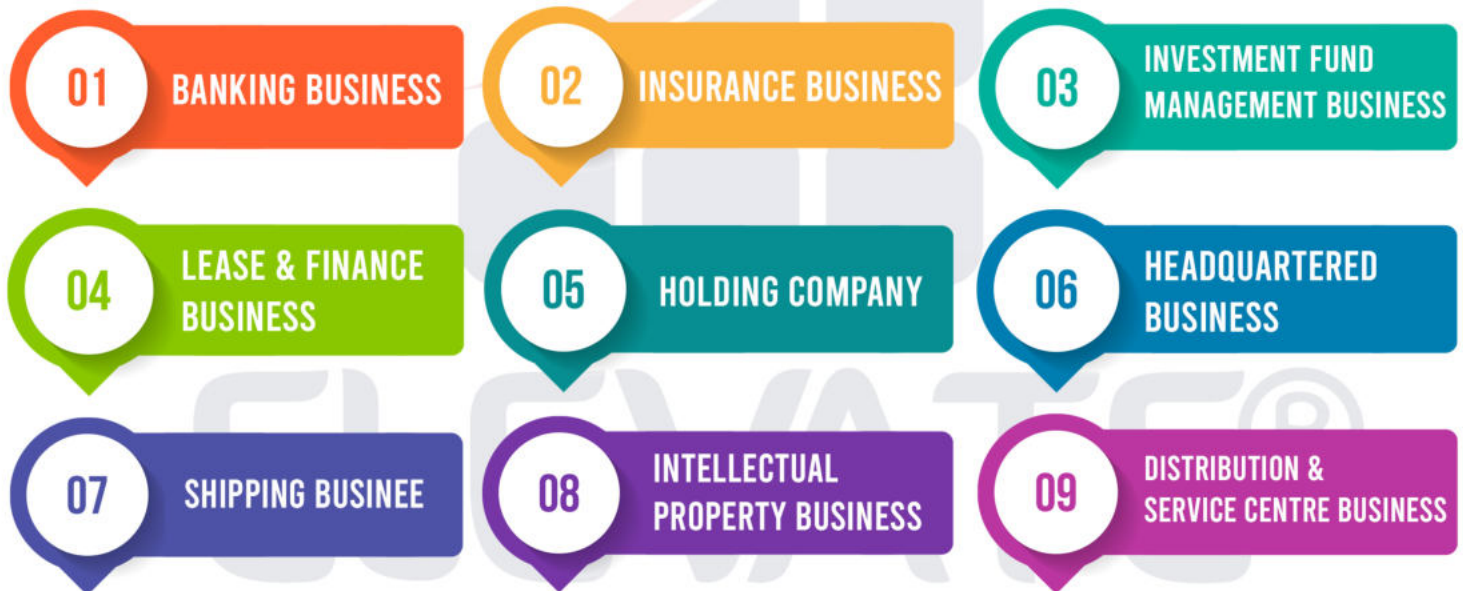 01
BANKING BUSINESS
02
INSURANCE BUSINESS
03
INVESTMENT FUND
MANAGEMENT BUSINESS
04
LEASE & FINANCE
BUSINESS
05
HOLDING COMPANY
06
HEADQUARTERED
BUSINESS
07
SHIPPING BUSINEE
08
INTELLECTUAL
PROPERTY BUSINESS
09
DISTRIBUTION &
SERVICE CENTRE BUSINESS
ELEVATE®